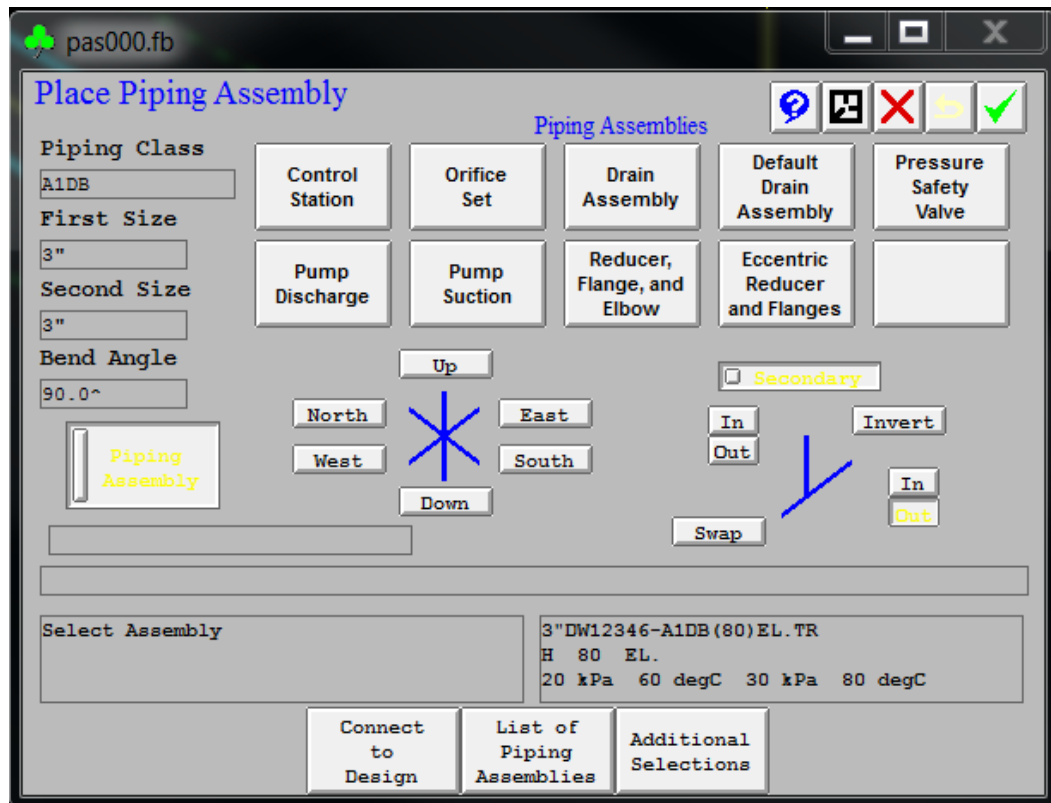 pas000.fb
Place Piping Assembly
Piping Assemblies
Piping Class
A1DB
First Size
3"
Second Size
3"
Bend Angle
90.0^
Control
Station
Orifice
Set
Drain
Assembly
Default
Drain
Assembly
Pressure
Safety
Valve
Pump
Discharge
Pump
Suction
Reducer,
Flange, and
Elbow
Eccentric
Reducer
and Flanges
Piping
Assembly
Up
North
East
West
South
Down
Secondary
In
Out
Invert
In
Out
Swap
Select Assembly
3"DW12346-A1DB(80)EL.TR
H 80 EL.
20 kPa 60 degC 30 kPa 80 degC
Connect
to
Design
List of
Piping
Assemblies
Additional
Selections